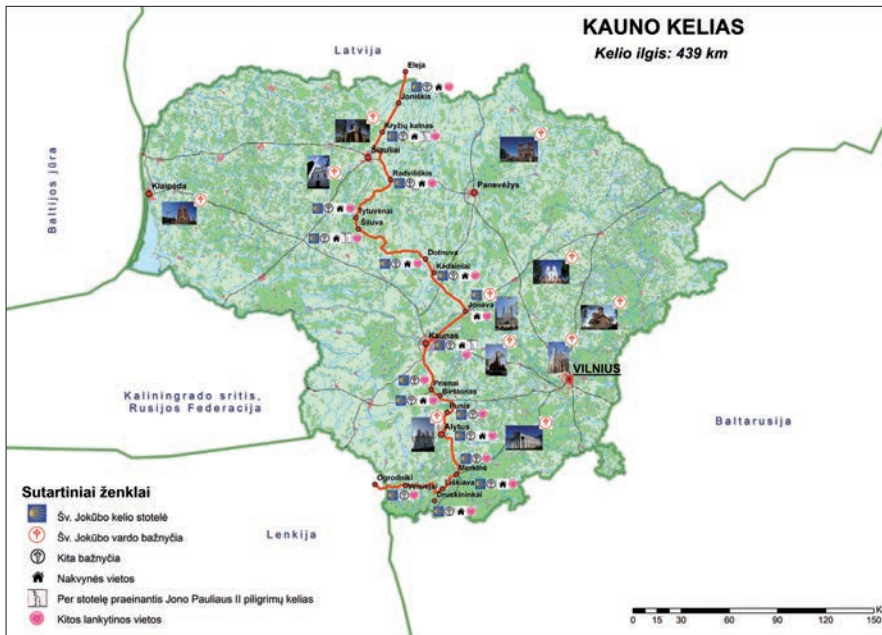 KAUNO KELIAS
Kelio ilgis: 439 km
Latvija
Eleja
Joniškis
Kryžių kalnas
Šiauliai
Radviliškis
Panevėžys
Klaipėda
Baltijos jūra
Tytuvėnai
Šiluva
Dotnuva
Kėdainiai
Jonava
Kaunas
VILNIUS
Prienai
Birštonas
Punia
Alytus
Kaliningrado sritis,
Rusijos Federacija
Baltarusija
Merkinė
Ogrodniki
Veisiejai
Liškiava
Druskininkai
Lenkija
Sutartiniai ženklai
Šv. Jokūbo kelio stotelė
Šv. Jokūbo vardo bažnyčia
Kita bažnyčia
Nakvynės vietos
Per stotelę praeinantis Jono Pauliaus II piligrimų kelias
Kitos lankytinos vietos
0 15 30 60 90 120 150
K